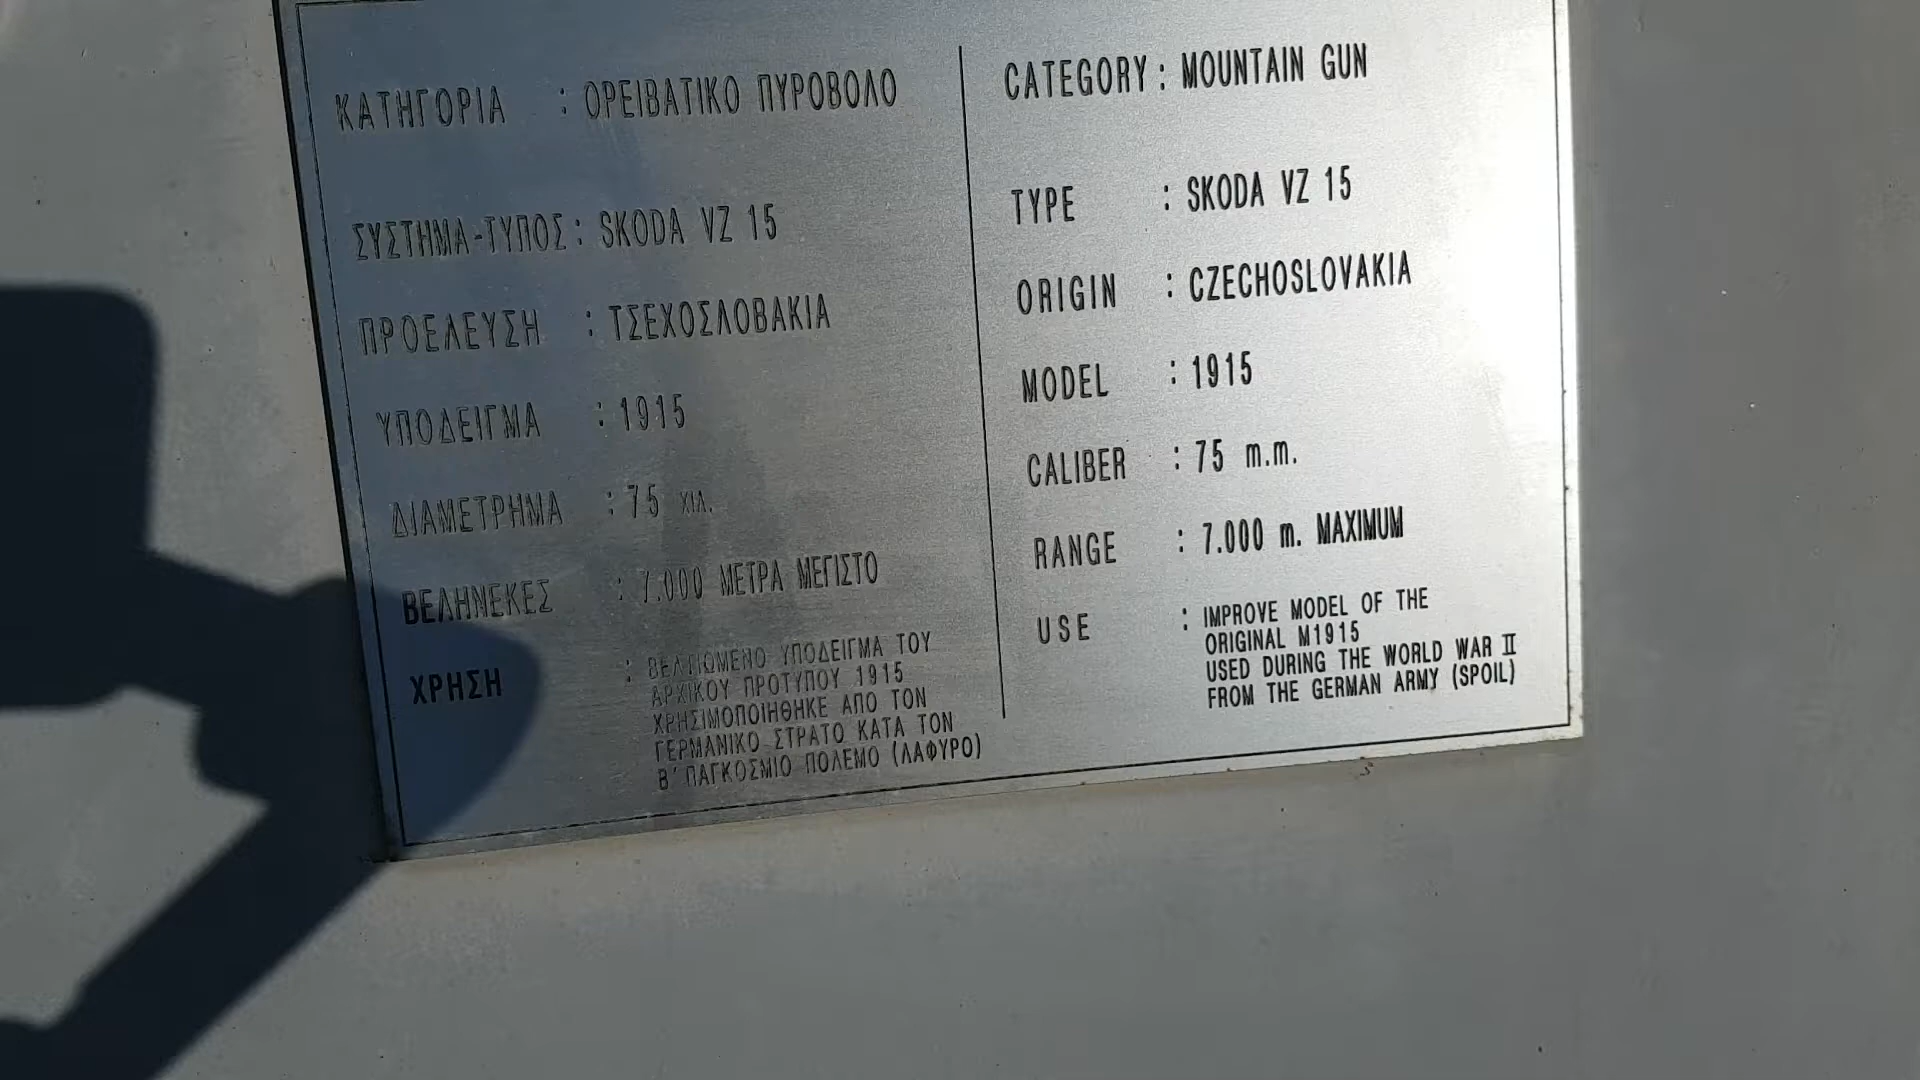 ΚΑΤΗΓΟΡΙΑ : ΟΡΕΙΒΑΤΙΚΟ ΠΥΡΟΒΟΛΟ
ΣΥΣΤΗΜΑ-ΤΥΠΟΣ : SKODA VZ 15
ΠΡΟΕΛΕΥΣΗ : ΤΣΕΧΟΣΛΟΒΑΚΙΑ
ΥΠΟΔΕΙΓΜΑ : 1915
ΔΙΑΜΕΤΡΗΜΑ : 75 ΧΙΛ.
ΒΕΛΗΝΕΚΕΣ : 7.000 ΜΕΤΡΑ ΜΕΓΙΣΤΟ
ΧΡΗΣΗ : ΒΕΛΤΙΩΜΕΝΟ ΥΠΟΔΕΙΓΜΑ ΤΟΥ
ΑΡΧΙΚΟΥ ΠΡΟΤΥΠΟΥ 1915
ΧΡΗΣΙΜΟΠΟΙΗΘΗΚΕ ΑΠΟ ΤΟΝ
ΓΕΡΜΑΝΙΚΟ ΣΤΡΑΤΟ ΚΑΤΑ ΤΟΝ
Β' ΠΑΓΚΟΣΜΙΟ ΠΟΛΕΜΟ (ΛΑΦΥΡΟ)
CATEGORY : MOUNTAIN GUN
TYPE : SKODA VZ 15
ORIGIN : CZECHOSLOVAKIA
MODEL : 1915
CALIBER : 75 m.m.
RANGE : 7.000 m. MAXIMUM
USE : IMPROVE MODEL OF THE
ORIGINAL M1915
USED DURING THE WORLD WAR II
FROM THE GERMAN ARMY (SPOIL)